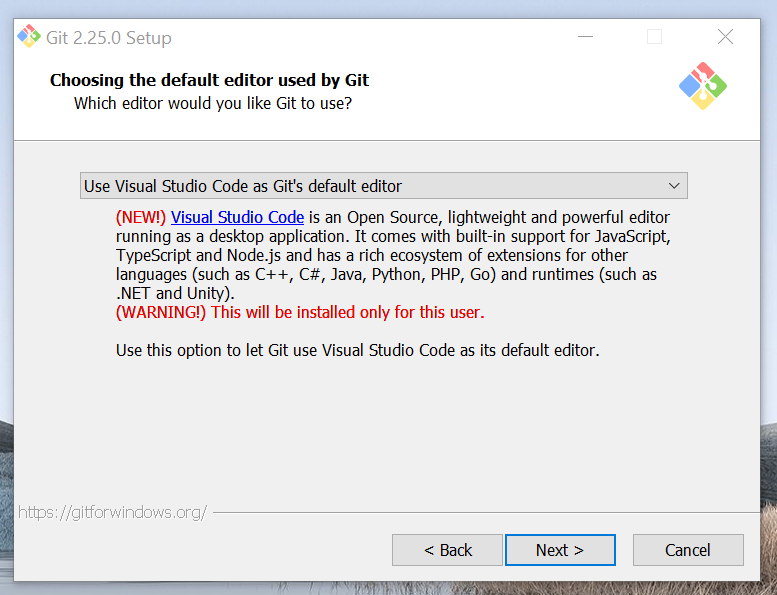 Git 2.25.0 Setup
Choosing the default editor used by Git
Which editor would you like Git to use?
Use Visual Studio Code as Git's default editor
(NEW!) Visual Studio Code is an Open Source, lightweight and powerful editor
running as a desktop application. It comes with built-in support for JavaScript,
TypeScript and Node.js and has a rich ecosystem of extensions for other
languages (such as C++, C#, Java, Python, PHP, Go) and runtimes (such as
.NET and Unity).
(WARNING!) This will be installed only for this user.
Use this option to let Git use Visual Studio Code as its default editor.
https://gitforwindows.org/
< Back Next > Cancel